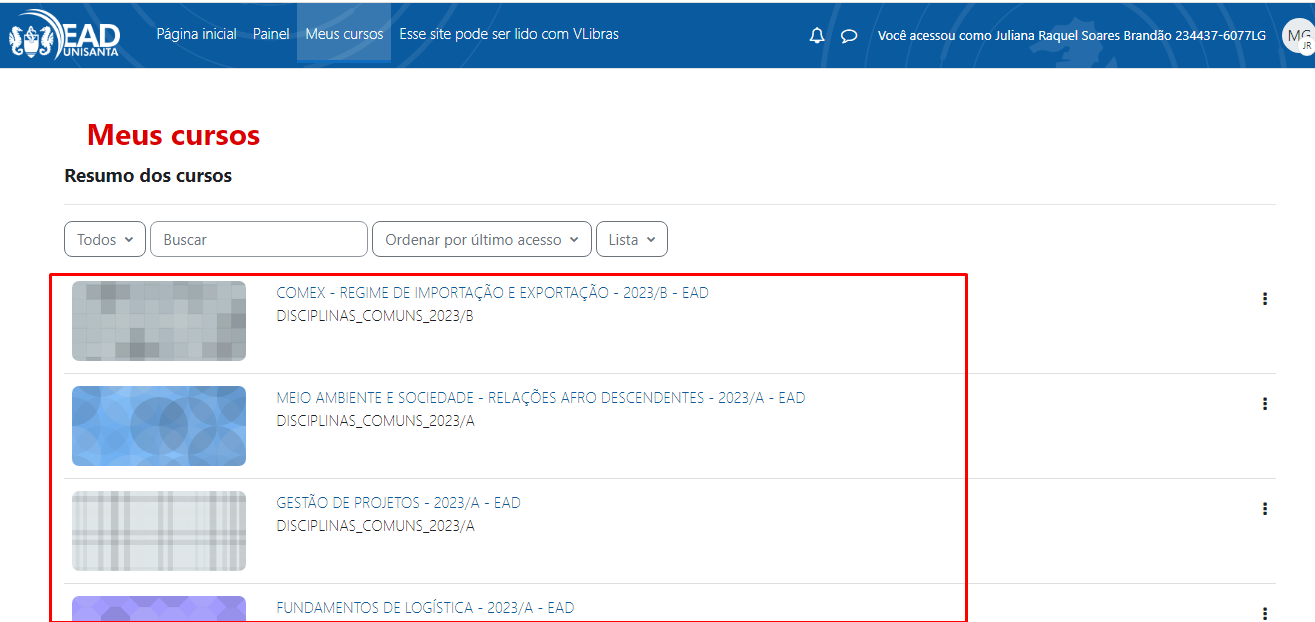 EAD
UNISANTA
Página inicial Painel Meus cursos Esse site pode ser lido com VLibras
Você acessou como Juliana Raquel Soares Brandão 234437-6077LG
MG
JR
Meus cursos
Resumo dos cursos
Todos Buscar Ordenar por último acesso Lista
COMEX - REGIME DE IMPORTAÇÃO E EXPORTAÇÃO - 2023/B - EAD
DISCIPLINAS_COMUNS_2023/B
MEIO AMBIENTE E SOCIEDADE - RELAÇÕES AFRO DESCENDENTES - 2023/A - EAD
DISCIPLINAS_COMUNS_2023/A
GESTÃO DE PROJETOS - 2023/A - EAD
DISCIPLINAS_COMUNS_2023/A
FUNDAMENTOS DE LOGÍSTICA - 2023/A - EAD